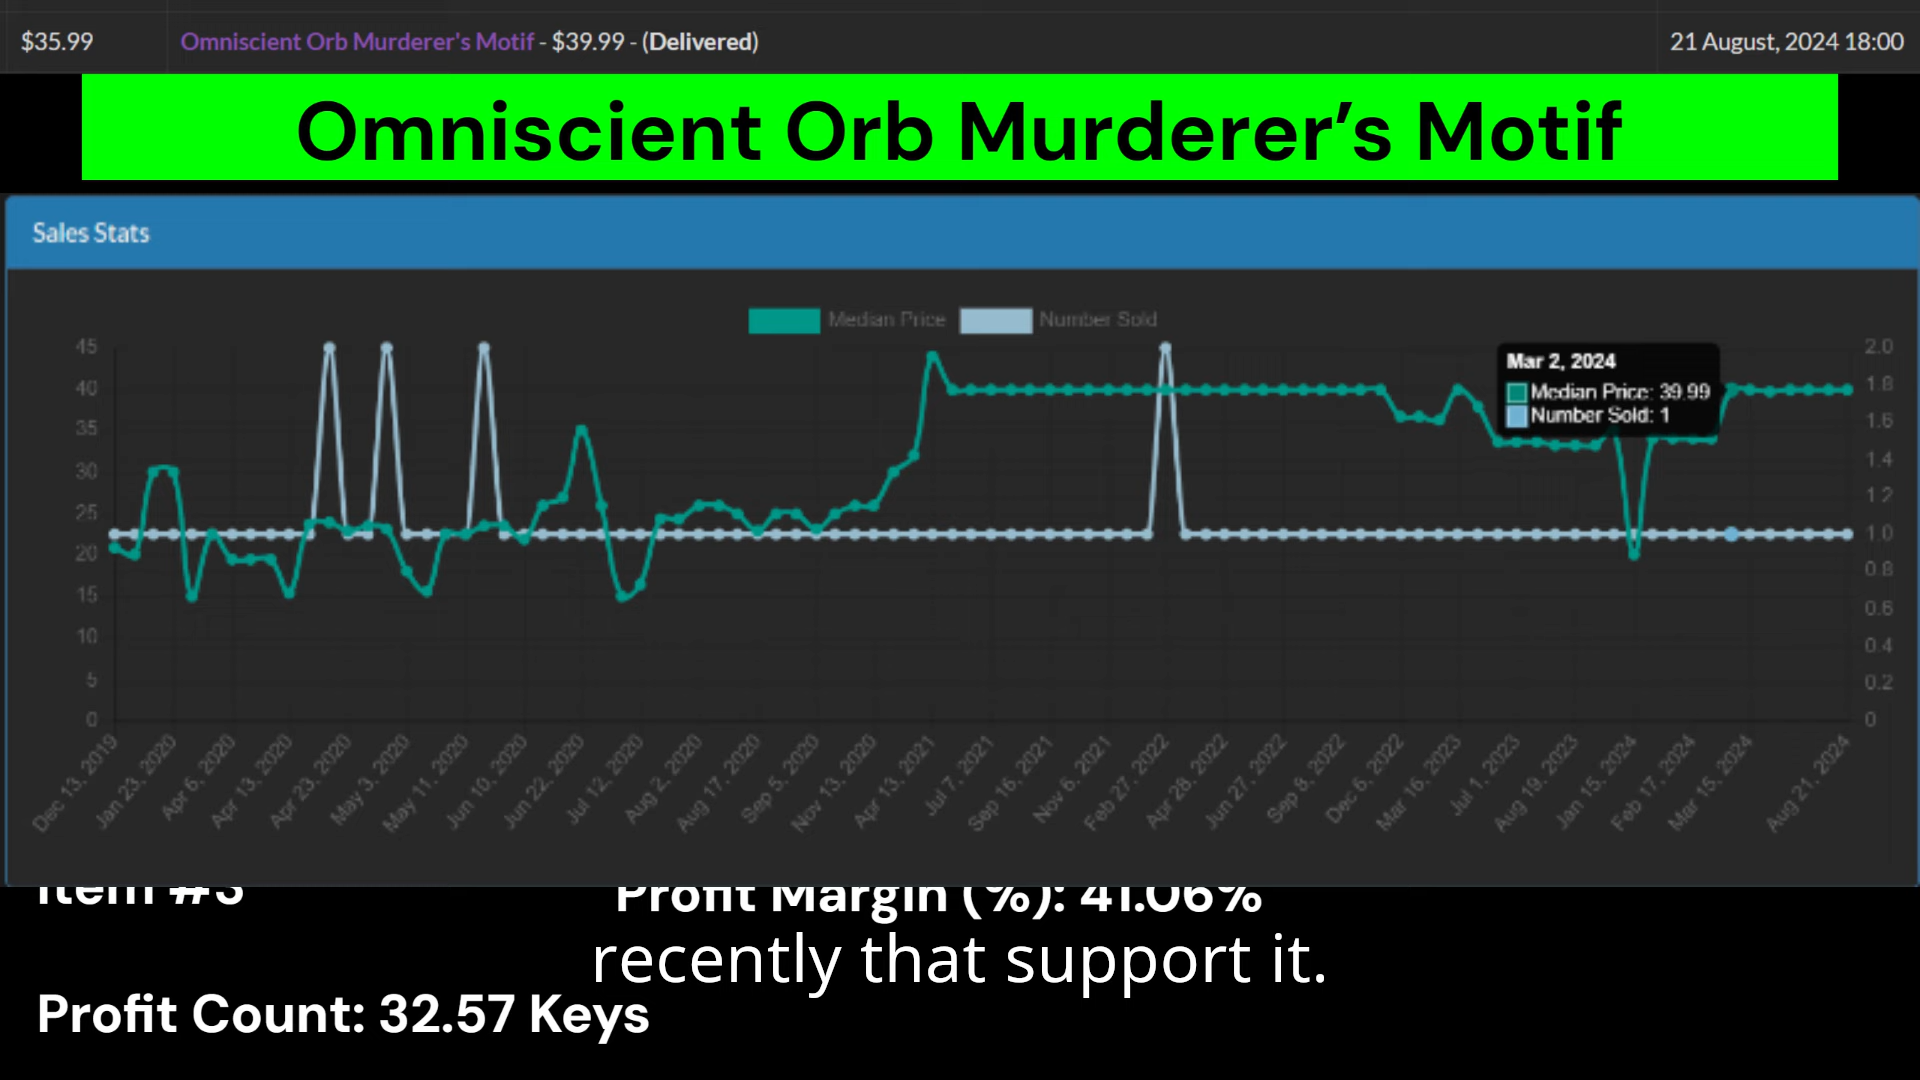 $35.99 Omniscient Orb Murderer's Motif - $39.99 - (Delivered) 21 August, 2024 18:00
Omniscient Orb Murderer’s Motif
Sales Stats
Median Price Number Sold
45 2.0
40 1.8
35 1.6
30 1.4
25 1.2
20 1.0
15 0.8
10 0.6
5 0.4
0 0.2
0
Mar 2, 2024
Median Price: 39.99
Number Sold: 1
Dec 13, 2019 Jan 23, 2020 Apr 6, 2020 Apr 13, 2020 Apr 23, 2020 May 3, 2020 May 11, 2020 Jun 10, 2020 Jun 22, 2020 Jul 12, 2020 Aug 2, 2020 Aug 17, 2020 Sep 5, 2020 Nov 13, 2020 Apr 13, 2021 Jul 7, 2021 Sep 16, 2021 Nov 6, 2021 Feb 27, 2022 Apr 28, 2022 Jun 27, 2022 Sep 8, 2022 Dec 6, 2022 Mar 16, 2023 Jul 1, 2023 Aug 19, 2023 Jan 15, 2024 Feb 17, 2024 Mar 15, 2024 Aug 21, 2024
Item #3 Profit Margin (%): 41.06%
recently that support it.
Profit Count: 32.57 Keys